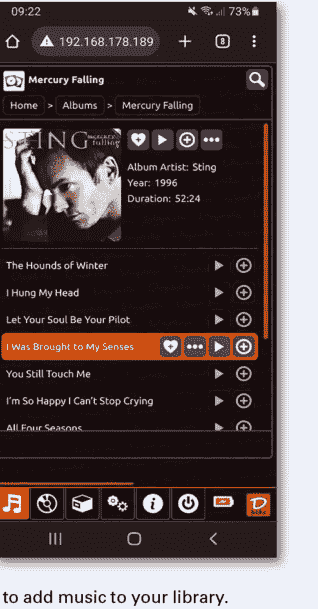 09:22
73%
192.168.178.189
8
Mercury Falling
Home > Albums > Mercury Falling
STING
MERCURY
falling
Album Artist: Sting
Year: 1996
Duration: 52:24
The Hounds of Winter
I Hung My Head
Let Your Soul Be Your Pilot
I Was Brought to My Senses
You Still Touch Me
I'm So Happy I Can't Stop Crying
All Four Seasons
to add music to your library.